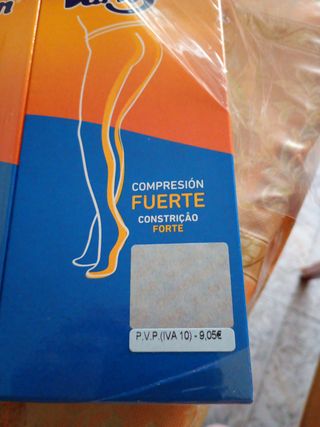 COMPRESIÓN
FUERTE
CONSTRIÇÃO
FORTE
P.V.P.(IVA 10) - 9,05€